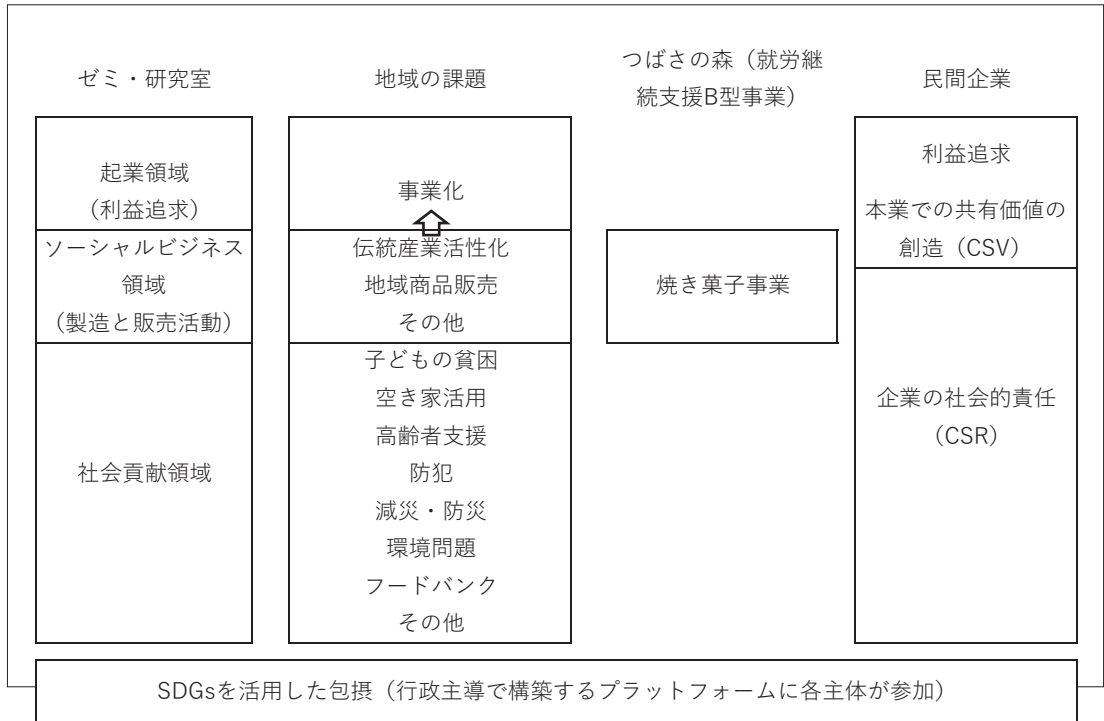 ゼミ・研究室
地域の課題
つばさの森（就労継
続支援B型事業）
民間企業
起業領域
（利益追求）
ソーシャルビジネス
領域
（製造と販売活動）
社会貢献領域
事業化
伝統産業活性化
地域商品販売
その他
子どもの貧困
空き家活用
高齢者支援
防犯
減災・防災
環境問題
フードバンク
その他
焼き菓子事業
利益追求
本業での共有価値の
創造（CSV）
企業の社会的責任
（CSR）
SDGsを活用した包摂（行政主導で構築するプラットフォームに各主体が参加）